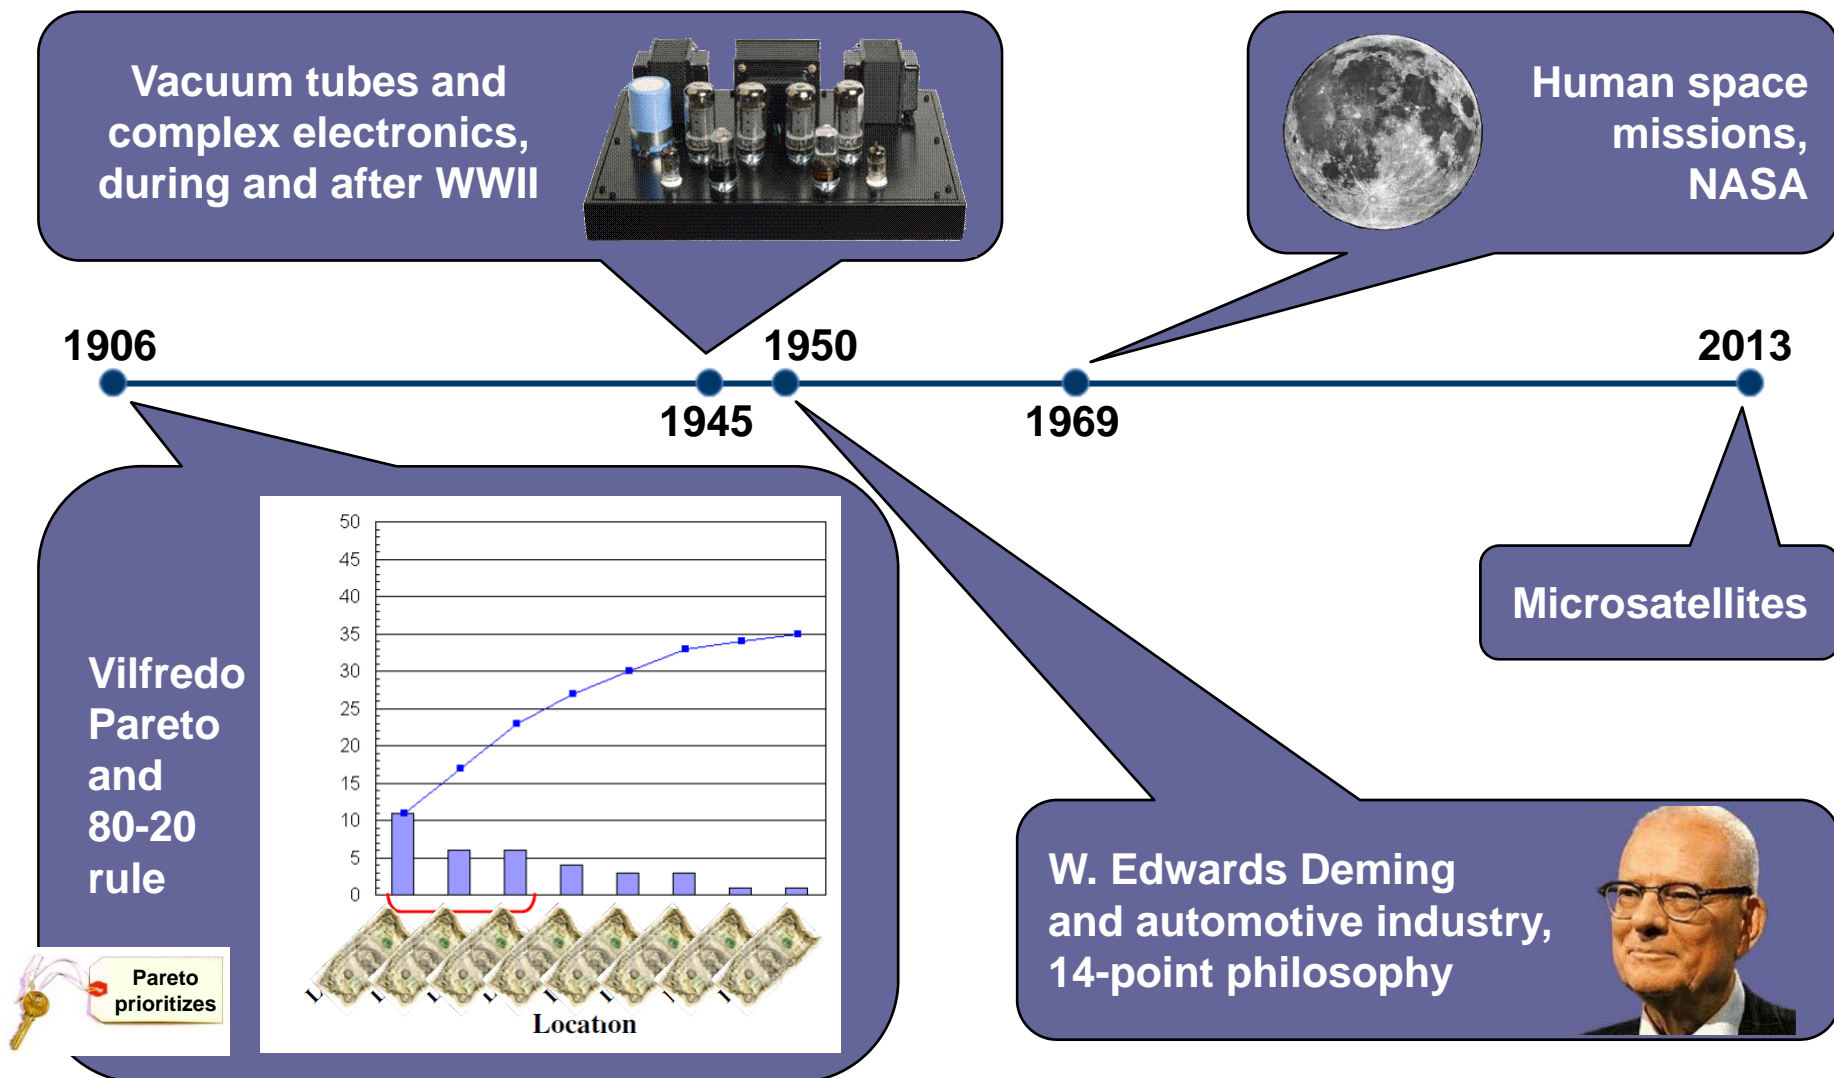 Vacuum tubes and
complex electronics,
during and after WWII
Human space
missions,
NASA
1906
1950
2013
1945
1969
Vilfredo
Pareto
and
80-20
rule
50
45
40
35
30
25
20
15
10
5
0
Location
Pareto
prioritizes
Microsatellites
W. Edwards Deming
and automotive industry,
14-point philosophy